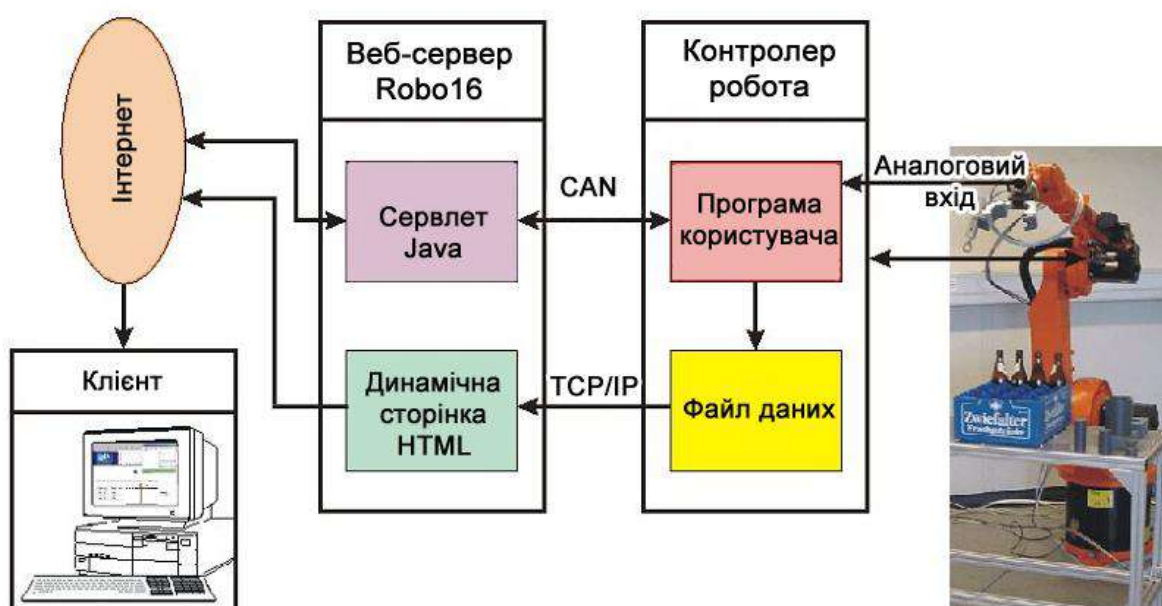 Інтернет
Клієнт
Веб-сервер
Robo16
Сервлет
Java
Динамічна
сторінка
HTML
CAN
TCP/IP
Контролер
робота
Програма
користувача
Файл даних
Аналоговий
вхід
Zwiefalter